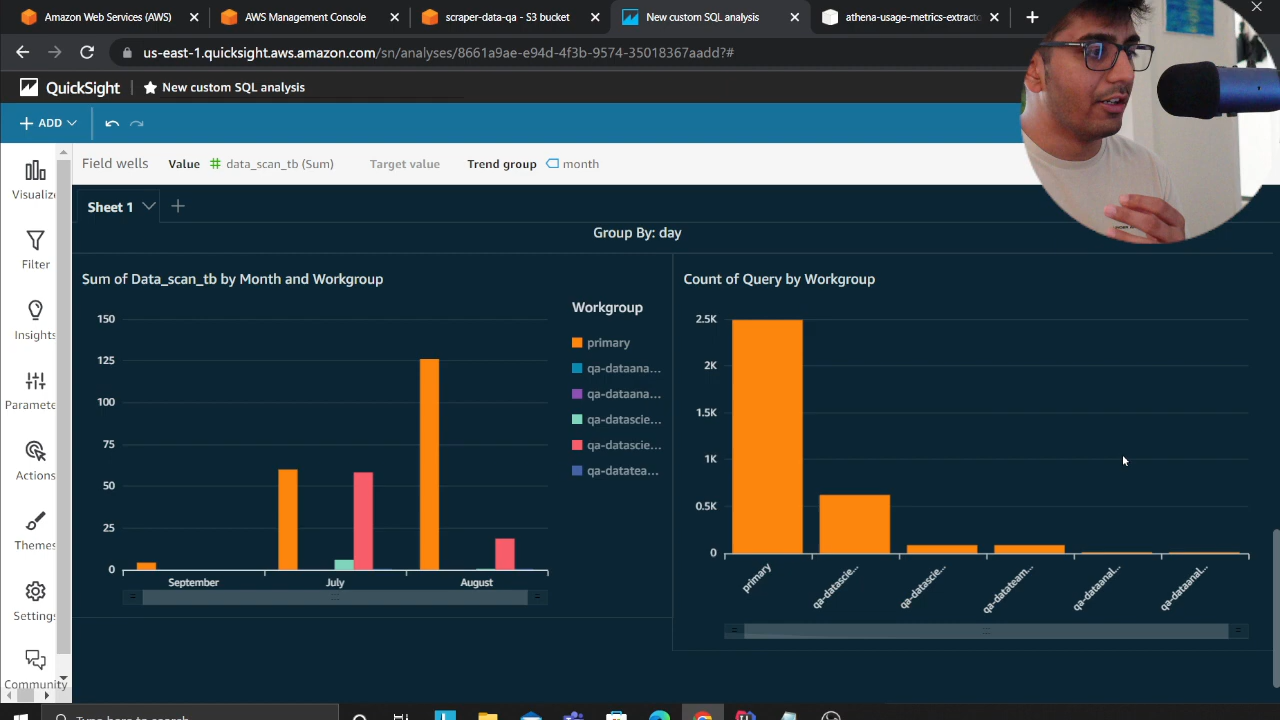 Amazon Web Services (AWS)
AWS Management Console
scraper-data-qa - S3 bucket
New custom SQL analysis
athena-usage-metrics-extract
us-east-1.quicksight.aws.amazon.com/sn/analyses/8661a9ae-e94d-4f3b-9574-35018367aadd?#
QuickSight
New custom SQL analysis
ADD
Field wells
Value
data_scan_tb (Sum)
Target value
Trend group
month
Visualize
Filter
Insights
Paramete
Actions
Themes
Settings
Community
Sheet 1
Group By: day
Sum of Data_scan_tb by Month and Workgroup
150
125
100
75
50
25
0
September
July
August
Workgroup
primary
qa-dataana...
qa-dataana...
qa-datascie...
qa-datascie...
qa-datatea...
Count of Query by Workgroup
2.5K
2K
1.5K
1K
0.5K
0
primary
qa-datascie...
qa-datascie...
qa-datateam...
qa-dataanal...
qa-dataanal...